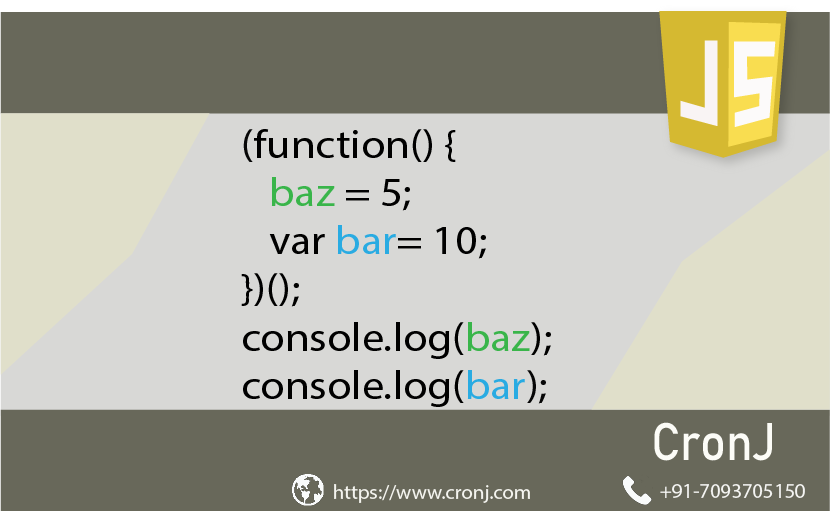 JS
(function() {
baz = 5;
var bar= 10;
})();
console.log(baz);
console.log(bar);
CronJ
https://www.cronj.com
+91-7093705150